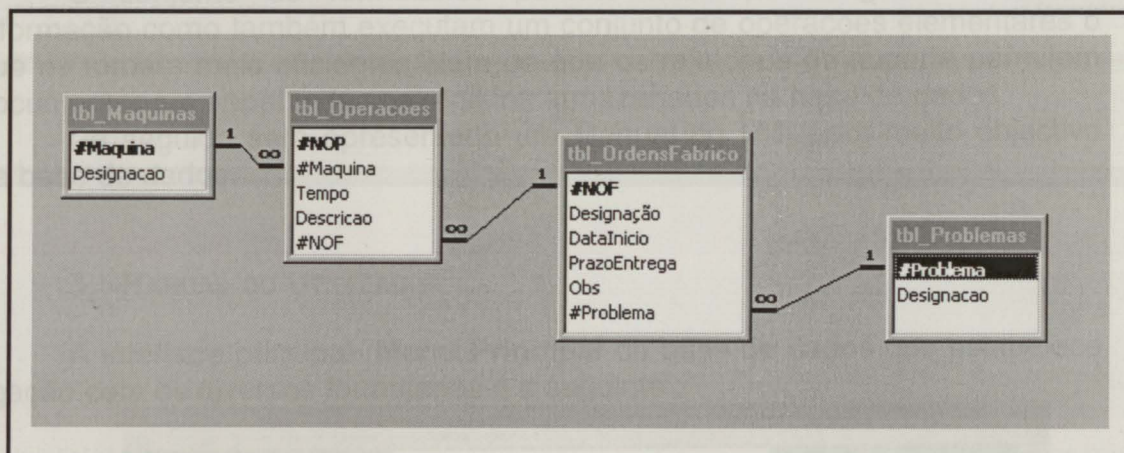 tbl_Maquinas
#Maquina
Designacao
1
∞
tbl_Operacoes
#NOP
#Maquina
Tempo
Descricao
#NOF
∞
1
tbl_OrdensFabrico
#NOF
Designação
DataInicio
PrazoEntrega
Obs
#Problema
∞
1
tbl_Problemas
#Problema
Designacao